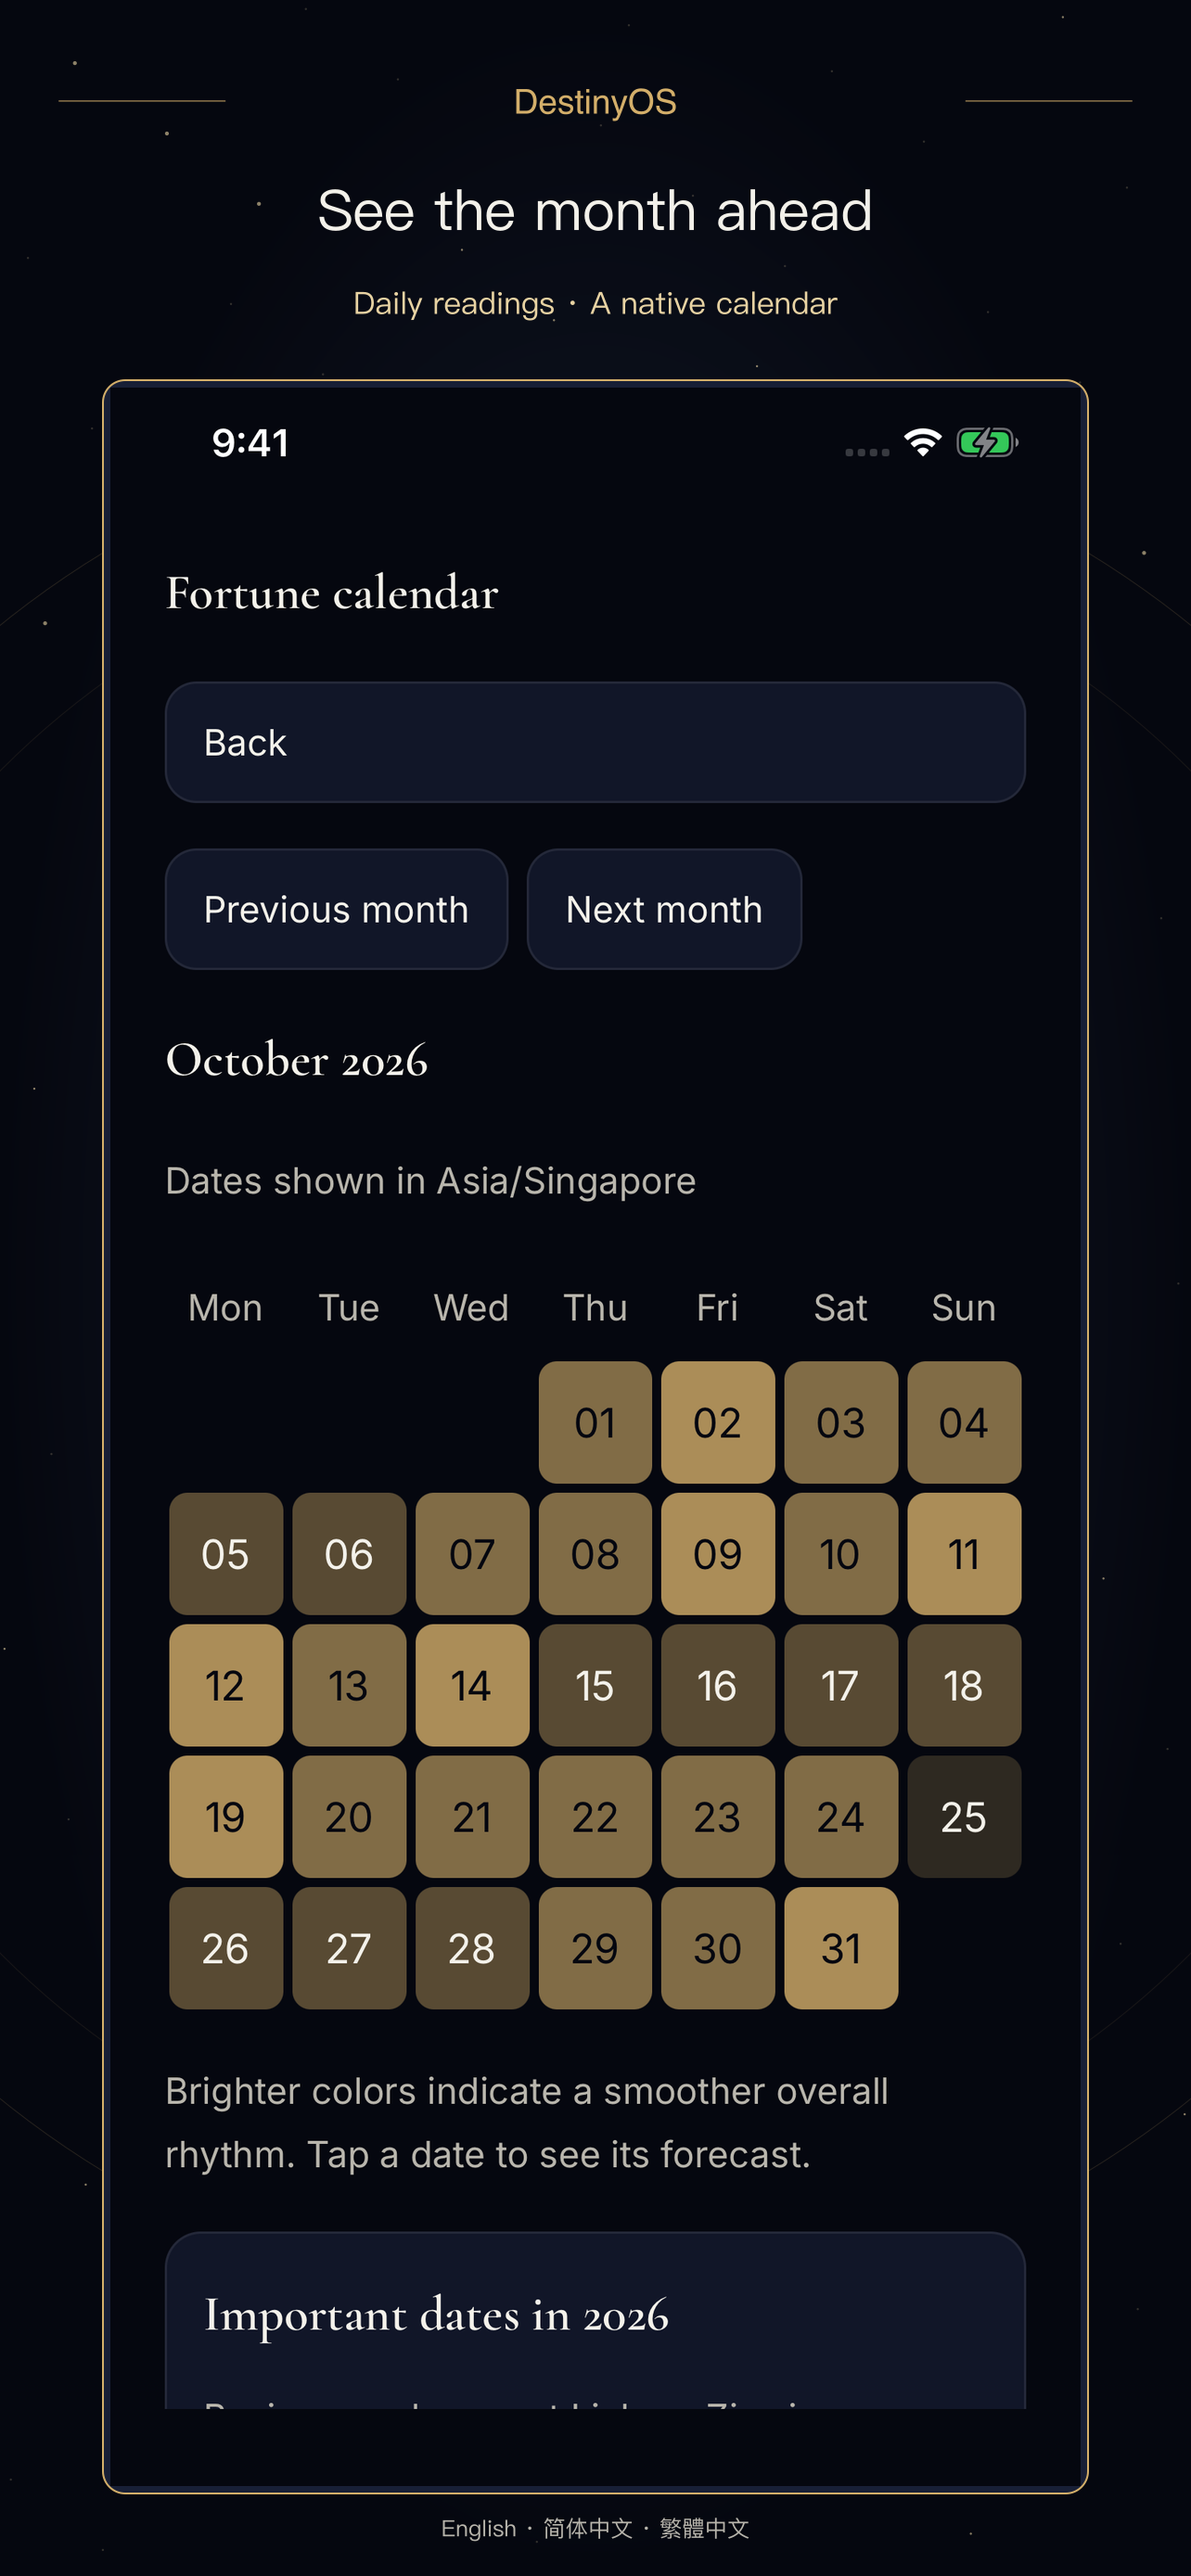 DestinyOS
See the month ahead
Daily readings · A native calendar
9:41
Fortune calendar
Back
Previous month Next month
October 2026
Dates shown in Asia/Singapore
Mon Tue Wed Thu Fri Sat Sun
01 02 03 04
05 06 07 08 09 10 11
12 13 14 15 16 17 18
19 20 21 22 23 24 25
26 27 28 29 30 31
Brighter colors indicate a smoother overall
rhythm. Tap a date to see its forecast.
Important dates in 2026
English · 简体中文 · 繁體中文